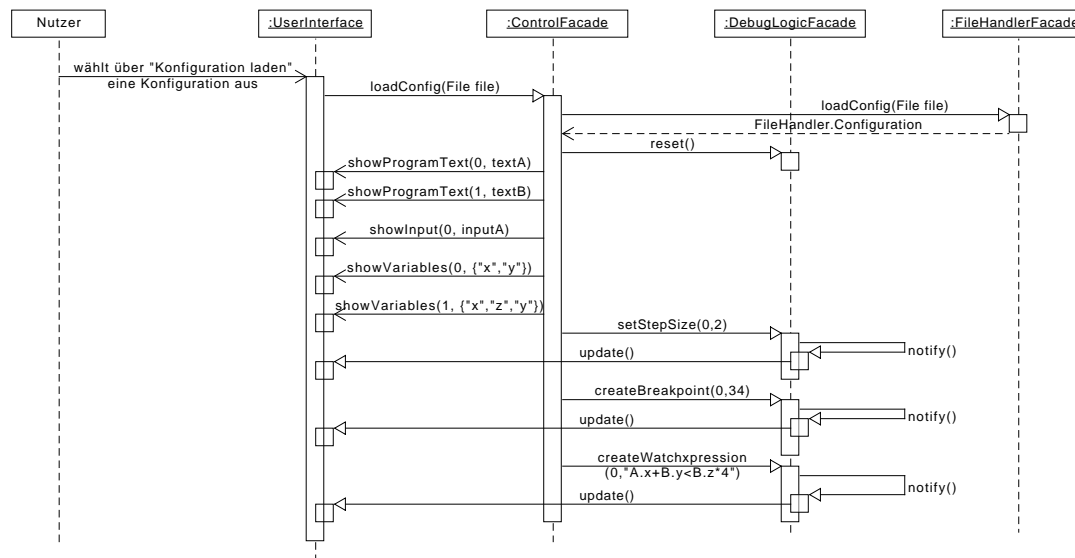 Nutzer
:UserInterface
:ControlFacade
:DebugLogicFacade
:FileHandlerFacade
wählt über "Konfiguration laden"
eine Konfiguration aus
loadConfig(File file)
loadConfig(File file)
FileHandler.Configuration
reset()
showProgramText(0, textA)
showProgramText(1, textB)
showInput(0, inputA)
showVariables(0, {"x","y"})
showVariables(1, {"x","z","y"})
setStepSize(0,2)
notify()
update()
createBreakpoint(0,34)
notify()
update()
createWatchxpression
(0,"A.x+B.y<B.z*4")
notify()
update()